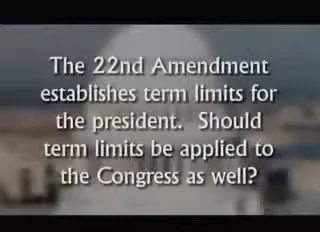 The 22nd Amendment
establishes term limits for
the president.  Should
term limits be applied to
the Congress as well?